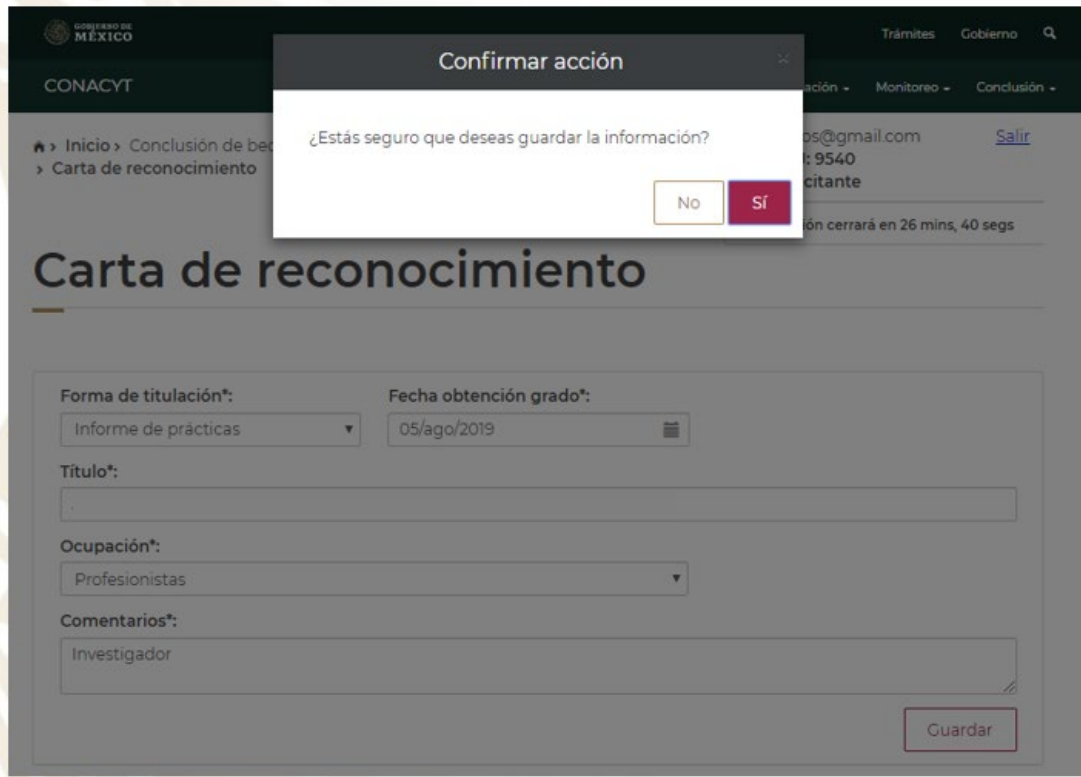 GOBIERNO DE
MÉXICO
Trámites Gobierno
Confirmar acción ×
CONACYT
ación Monitoreo Conclusión
¿Estás seguro que deseas guardar la información?
No Sí
> Inicio > Conclusión de bec
> Carta de reconocimiento
os@gmail.com Salir
: 9540
citante
ión cerrará en 26 mins, 40 segs
Carta de reconocimiento
Forma de titulación*: Fecha obtención grado*:
Informe de prácticas 05/ago/2019
Título*:
.
Ocupación*:
Profesionistas
Comentarios*:
Investigador
Guardar